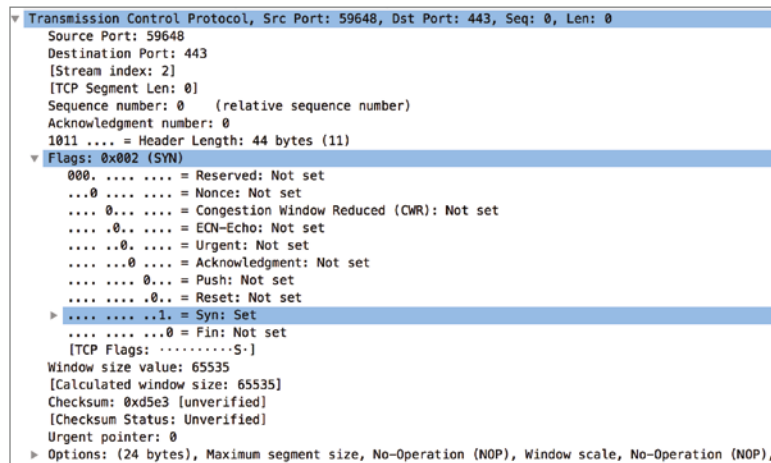 Transmission Control Protocol, Src Port: 59648, Dst Port: 443, Seq: 0, Len: 0
Source Port: 59648
Destination Port: 443
[Stream index: 2]
[TCP Segment Len: 0]
Sequence number: 0    (relative sequence number)
Acknowledgment number: 0
1011 .... = Header Length: 44 bytes (11)
Flags: 0x002 (SYN)
000. .... .... = Reserved: Not set
...0 .... .... = Nonce: Not set
.... 0... .... = Congestion Window Reduced (CWR): Not set
.... .0.. .... = ECN-Echo: Not set
.... ..0. .... = Urgent: Not set
.... ...0 .... = Acknowledgment: Not set
.... .... 0... = Push: Not set
.... .... .0.. = Reset: Not set
.... .... ..1. = Syn: Set
.... .... ...0 = Fin: Not set
[TCP Flags: ··········S·]
Window size value: 65535
[Calculated window size: 65535]
Checksum: 0xd5e3 [unverified]
[Checksum Status: Unverified]
Urgent pointer: 0
Options: (24 bytes), Maximum segment size, No-Operation (NOP), Window scale, No-Operation (NOP),